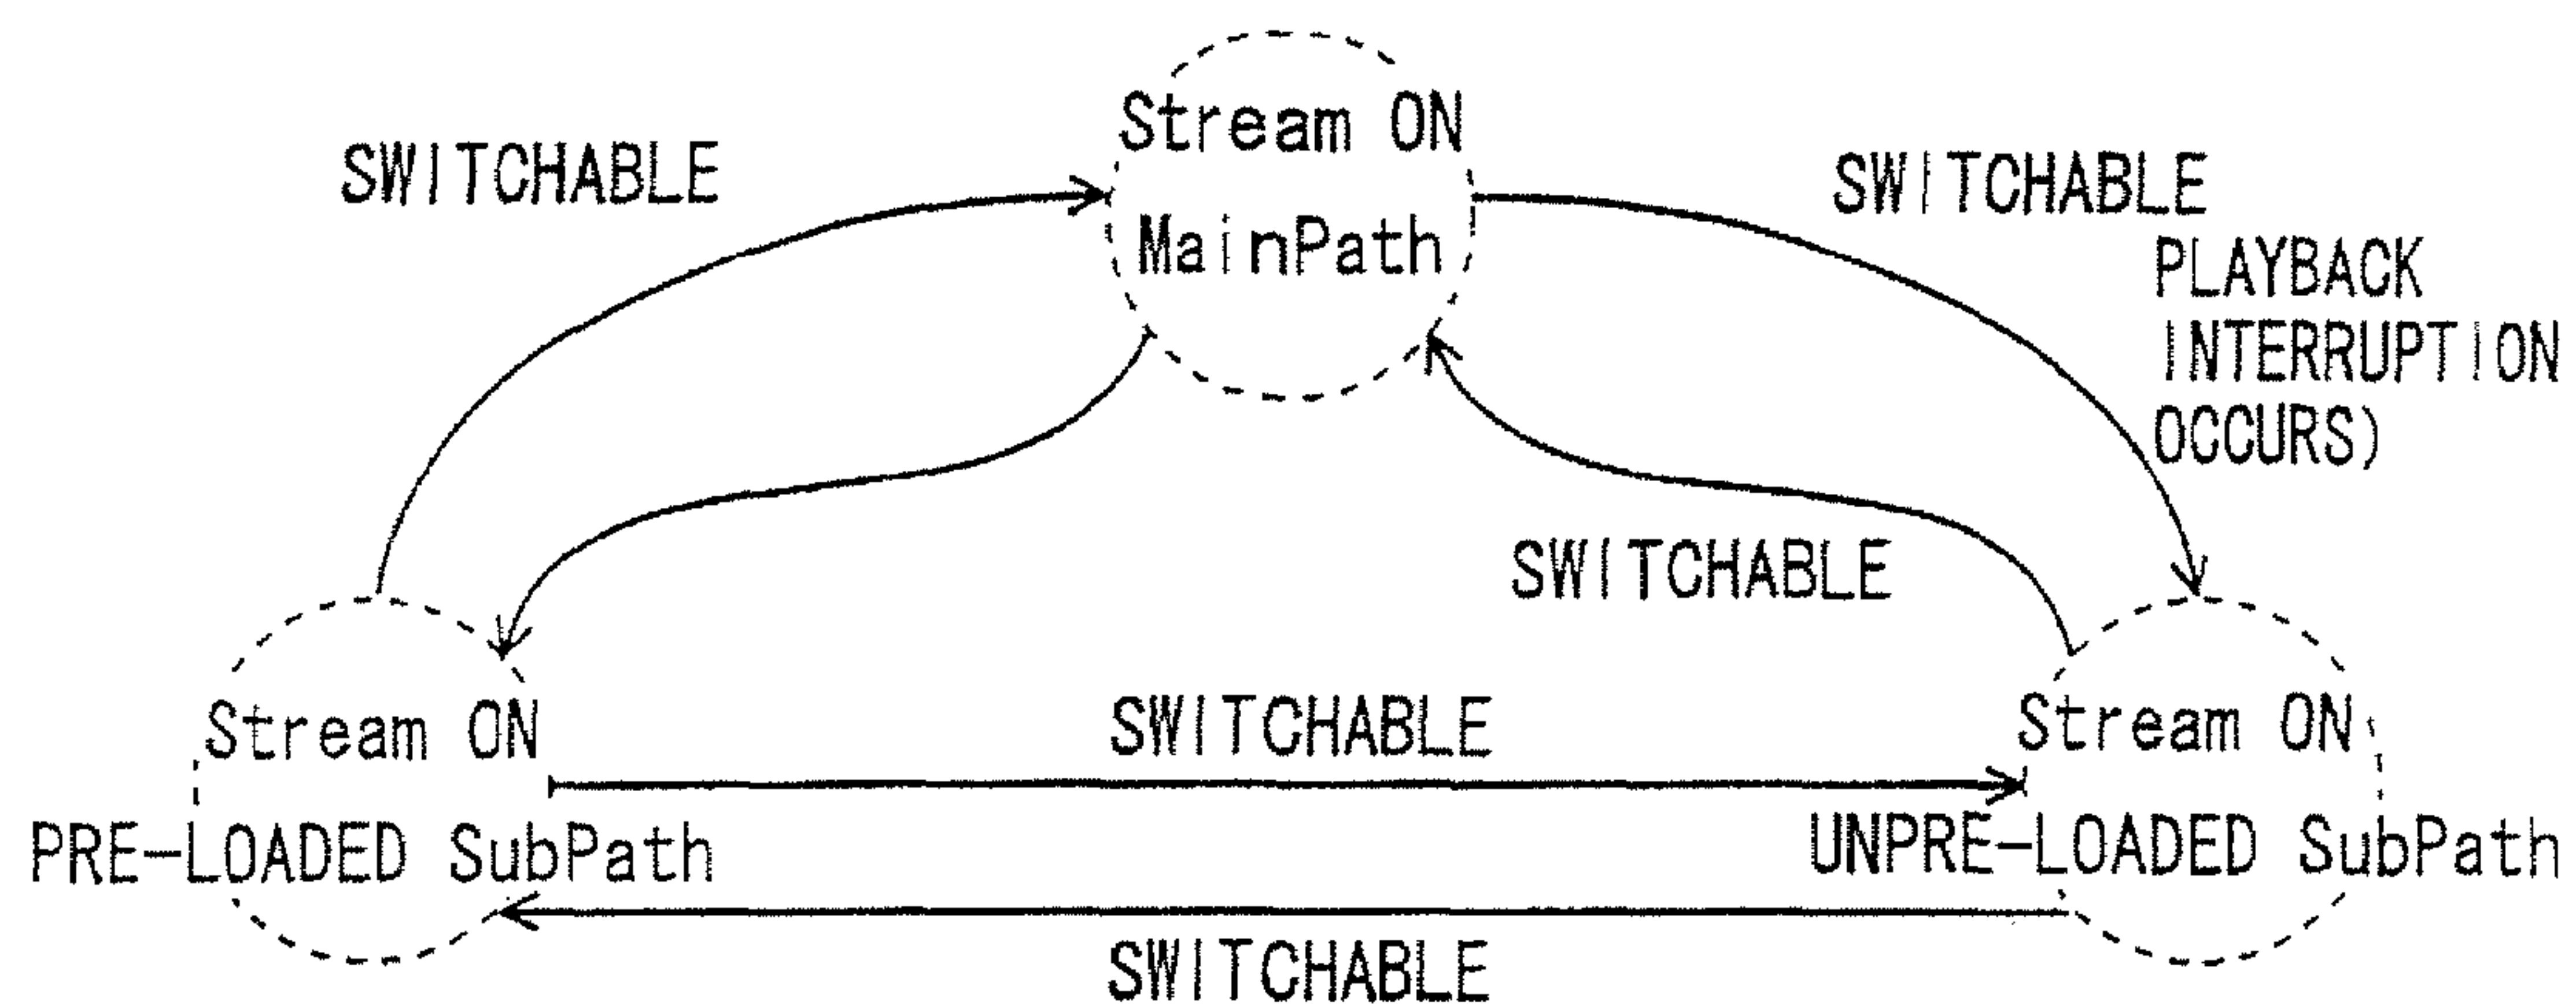 Stream ON
MainPath
SWITCHABLE
SWITCHABLE
PLAYBACK
INTERRUPTION
OCCURS)
SWITCHABLE
Stream ON
PRE-LOADED SubPath
SWITCHABLE
Stream ON
UNPRE-LOADED SubPath
SWITCHABLE